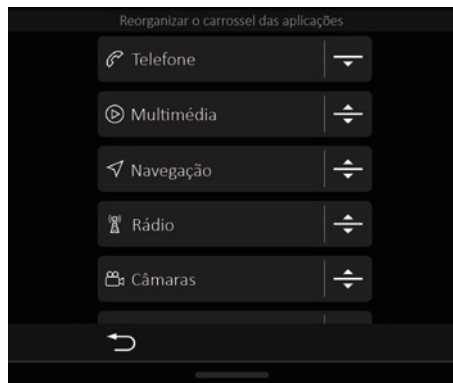 Reorganizar o carrossel das aplicações
Telefone
Multimédia
Navegação
Rádio
Câmaras